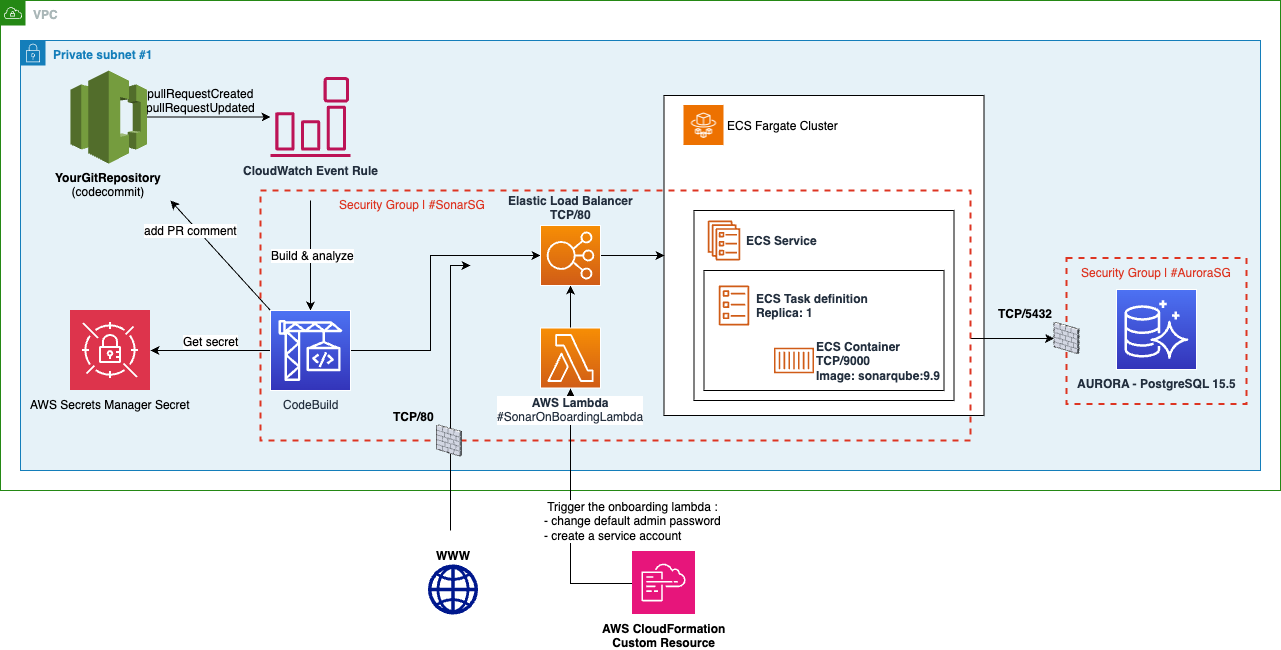 VPC
Private subnet #1
pullRequestCreated
pullRequestUpdated
YourGitRepository
(codecommit)
CloudWatch Event Rule
ECS Fargate Cluster
Security Group | #SonarSG
Elastic Load Balancer
TCP/80
add PR comment
Build & analyze
ECS Service
Security Group | #AuroraSG
ECS Task definition
Replica: 1
TCP/5432
Get secret
ECS Container
TCP/9000
Image: sonarqube:9.9
AURORA - PostgreSQL 15.5
AWS Secrets Manager Secret
CodeBuild
TCP/80
AWS Lambda
#SonarOnBoardingLambda
Trigger the onboarding lambda :
- change default admin password
- create a service account
WWW
AWS CloudFormation
Custom Resource